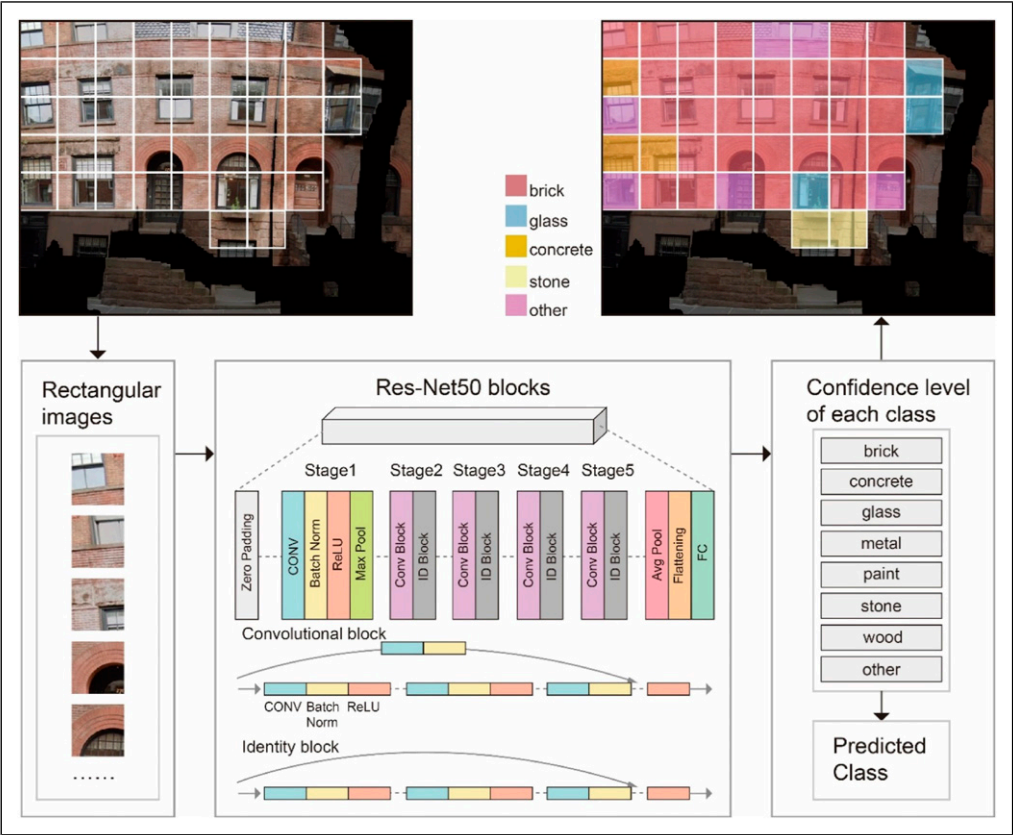 brick
glass
concrete
stone
other
Rectangular
images
......
Res-Net50 blocks
Stage1
Stage2
Stage3
Stage4
Stage5
Zero Padding
CONV
Batch Norm
ReLU
Max Pool
Conv Block
ID Block
Conv Block
ID Block
Conv Block
ID Block
Conv Block
ID Block
Avg Pool
Flattening
FC
Convolutional block
CONV Batch ReLU
Norm
Identity block
Confidence level
of each class
brick
concrete
glass
metal
paint
stone
wood
other
Predicted
Class